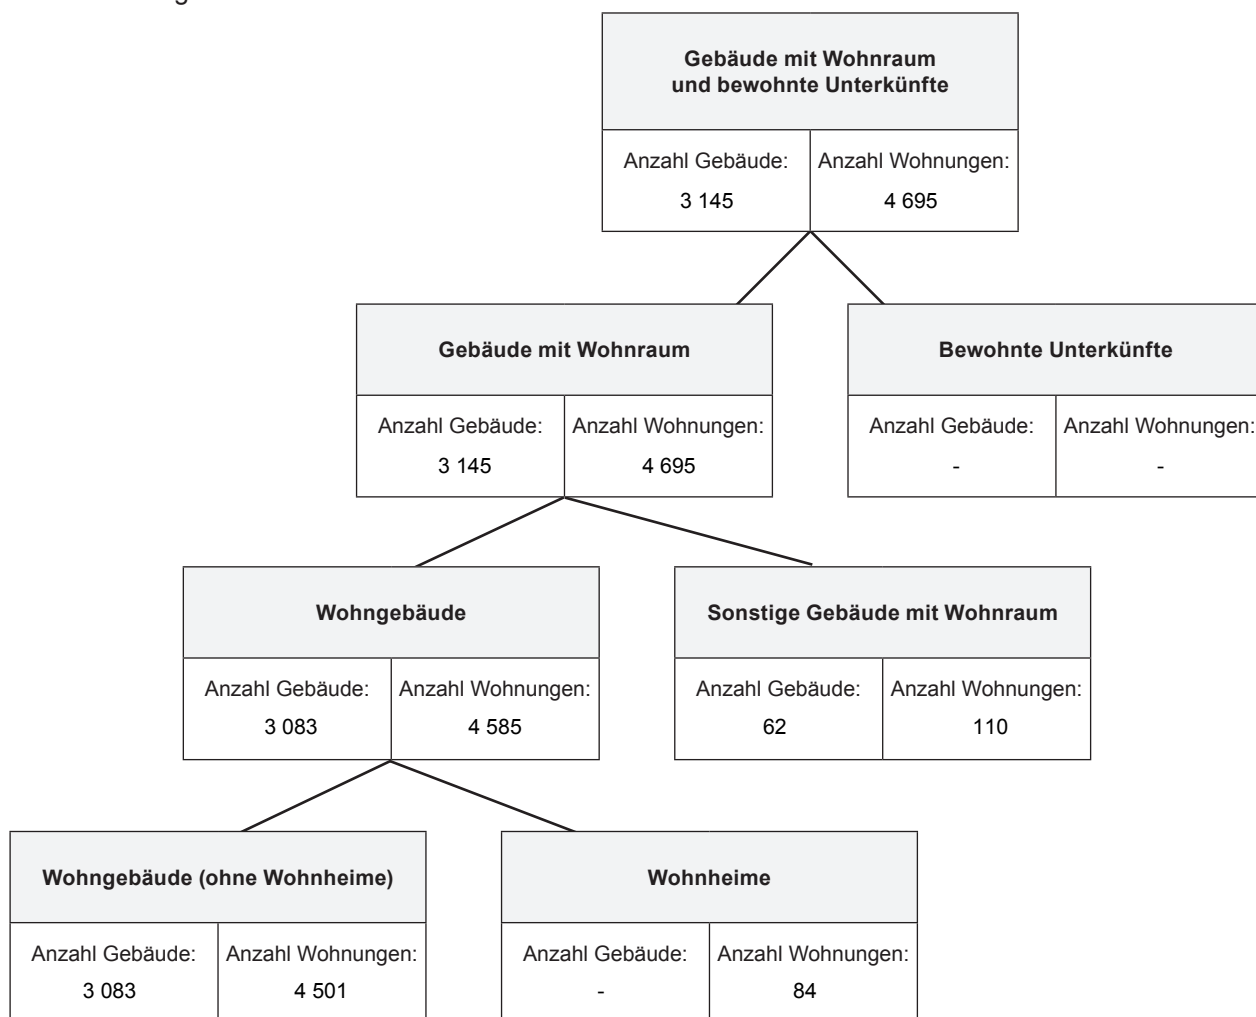 Gebäude mit Wohnraum
und bewohnte Unterkünfte
Anzahl Gebäude: Anzahl Wohnungen:
3 145 4 695
Gebäude mit Wohnraum Bewohnte Unterkünfte
Anzahl Gebäude: Anzahl Wohnungen: Anzahl Gebäude: Anzahl Wohnungen:
3 145 4 695 - -
Wohngebäude Sonstige Gebäude mit Wohnraum
Anzahl Gebäude: Anzahl Wohnungen: Anzahl Gebäude: Anzahl Wohnungen:
3 083 4 585 62 110
Wohngebäude (ohne Wohnheime) Wohnheime
Anzahl Gebäude: Anzahl Wohnungen: Anzahl Gebäude: Anzahl Wohnungen:
3 083 4 501 - 84